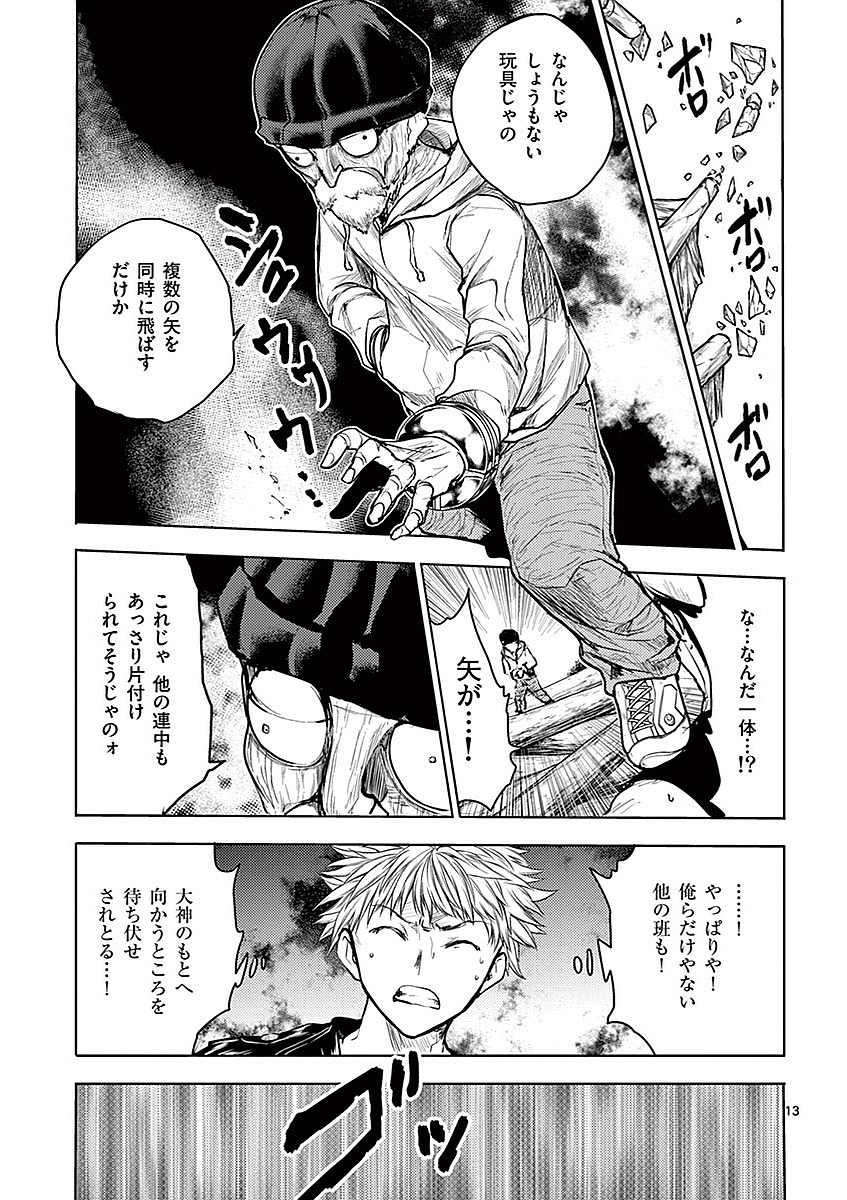 ボロ
ボロ
ボロ
なんじゃ
しょうもない
玩具じゃの
複数の矢を
同時に飛ばす
だけか
ジュウウウ…
な…なんだ一体…!?
矢が…!
これじゃ 他の連中も
あっさり片付け
られてそうじゃのォ
……!
やっぱりや!
俺らだけやない
他の班も!
大神のもとへ
向かうところを
待ち伏せ
されとる…!
ゴッ
13